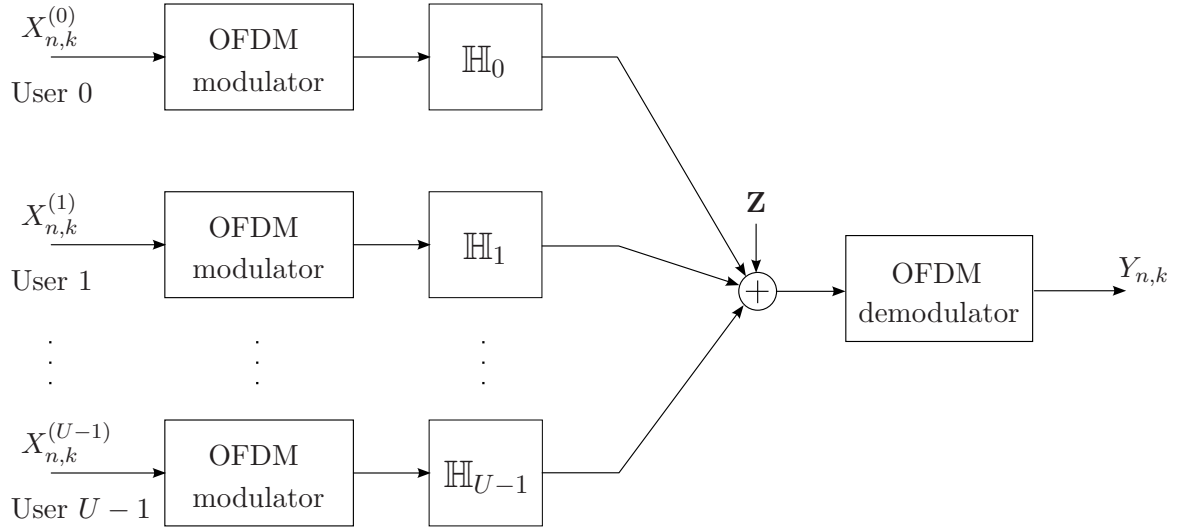 X_{n,k}^{(0)}
User 0
OFDM
modulator
ℍ_0
X_{n,k}^{(1)}
User 1
OFDM
modulator
ℍ_1
Z
+
OFDM
demodulator
Y_{n,k}
X_{n,k}^{(U−1)}
User U − 1
OFDM
modulator
ℍ_{U−1}